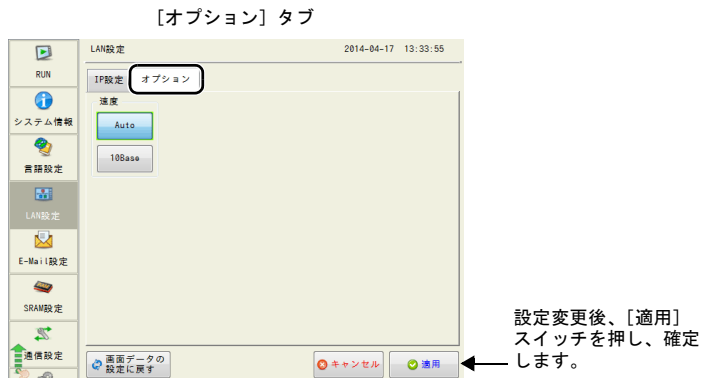 ［オプション］タブ
LAN設定
2014-04-17 13:33:55
RUN
システム情報
言語設定
LAN設定
E-Mail設定
SRAM設定
通信設定
IP設定
オプション
速度
Auto
10Base
画面データの
設定に戻す
キャンセル
適用
設定変更後、［適用］
スイッチを押し、確定
します。